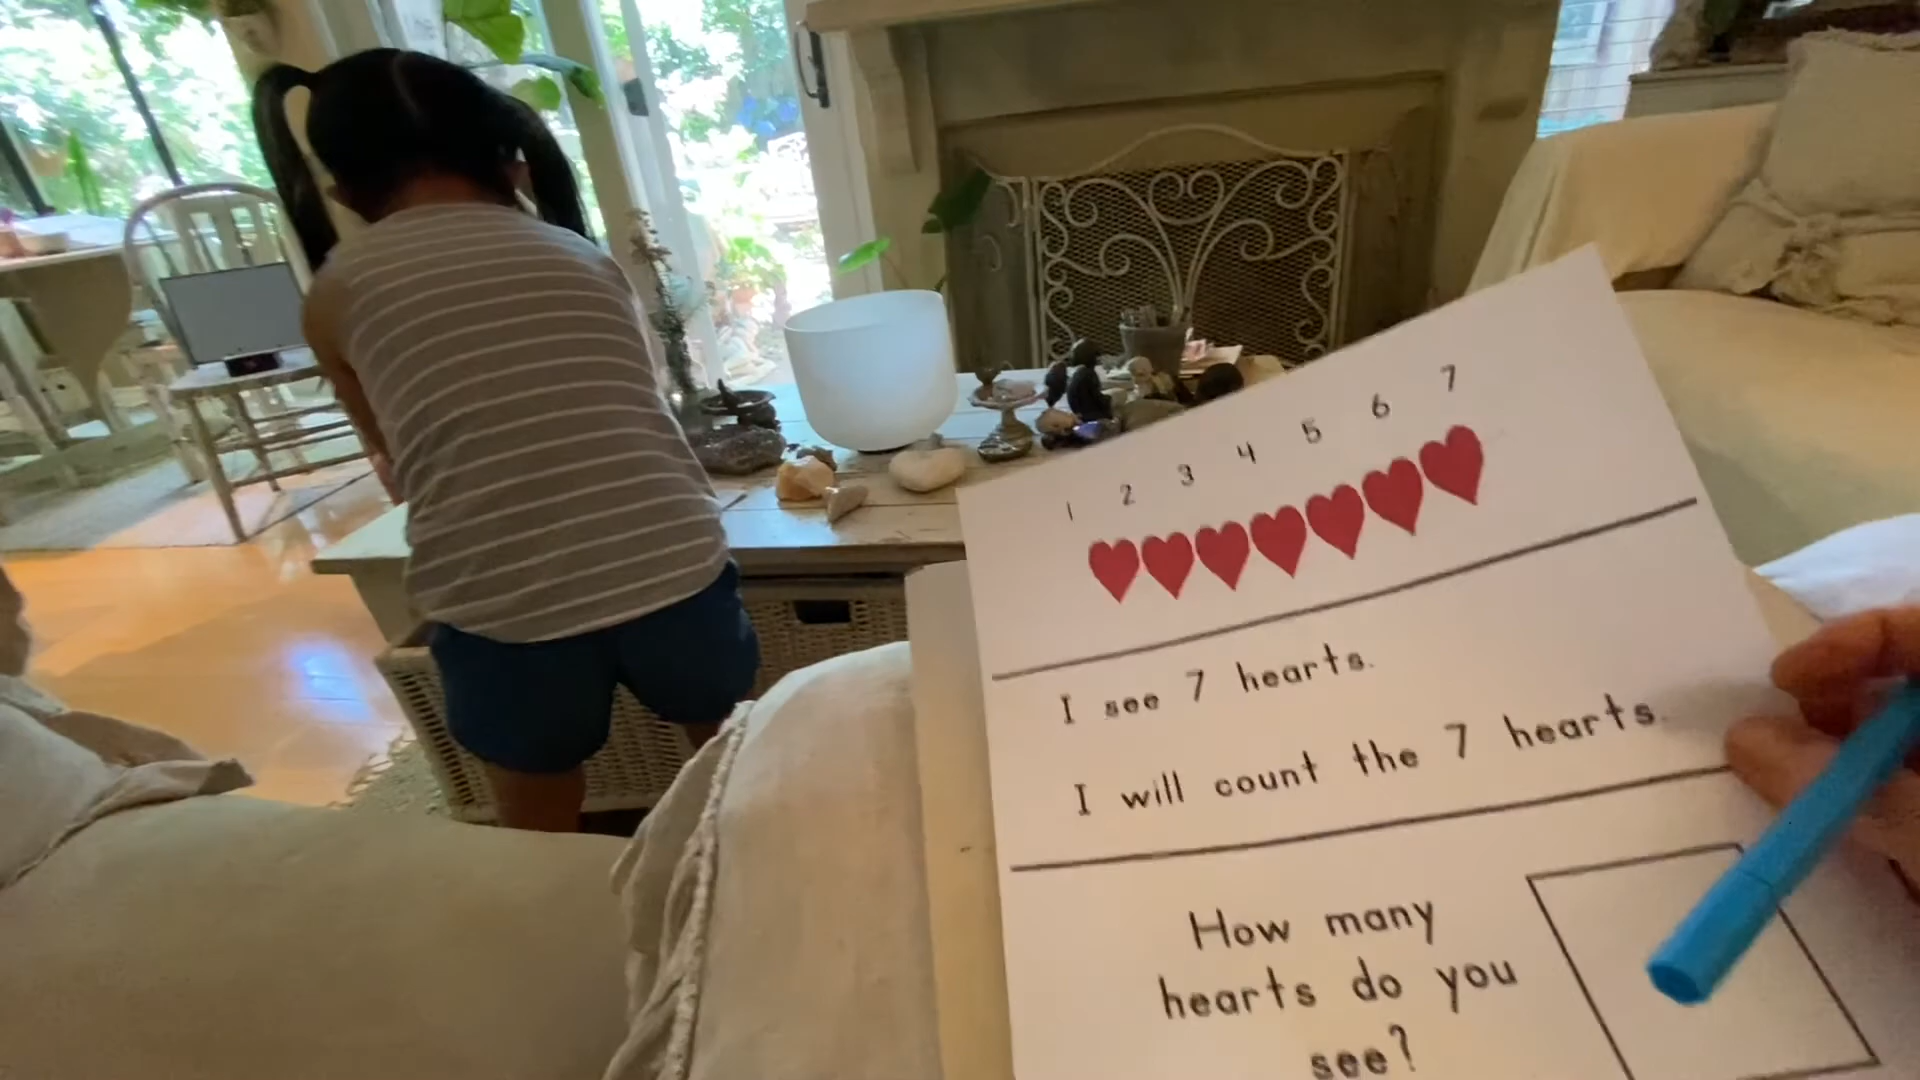 1 2 3 4 5 6 7
I see 7 hearts.
I will count the 7 hearts.
How many
hearts do you
see?